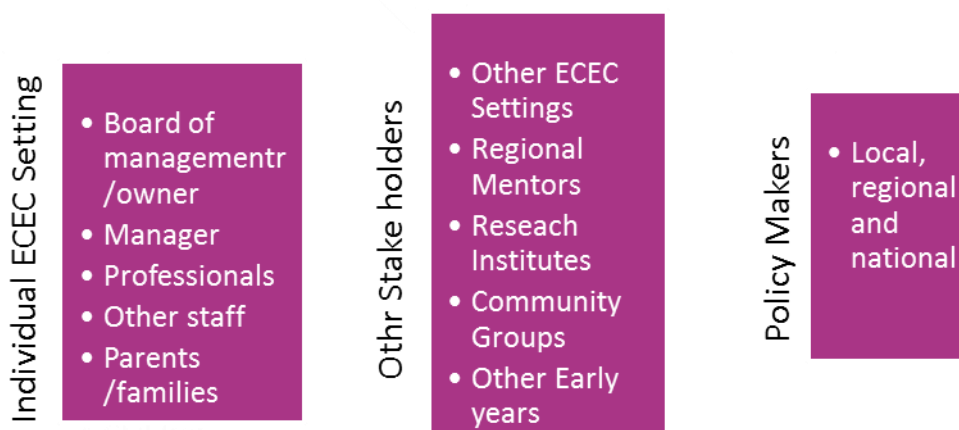 Individual ECEC Setting
• Board of
managementr
/owner
• Manager
• Professionals
• Other staff
• Parents
/families
Othr Stake holders
• Other ECEC
Settings
• Regional
Mentors
• Reseach
Institutes
• Community
Groups
• Other Early
years
Policy Makers
• Local,
regional
and
national